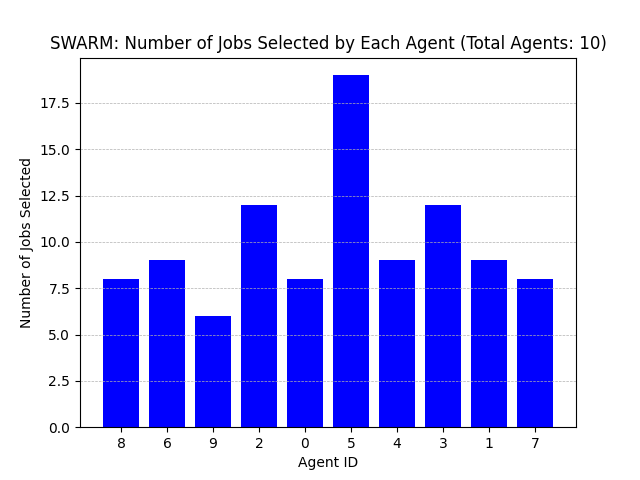 SWARM: Number of Jobs Selected by Each Agent (Total Agents: 10)
Number of Jobs Selected
17.5
15.0
12.5
10.0
7.5
5.0
2.5
0.0
8 6 9 2 0 5 4 3 1 7
Agent ID